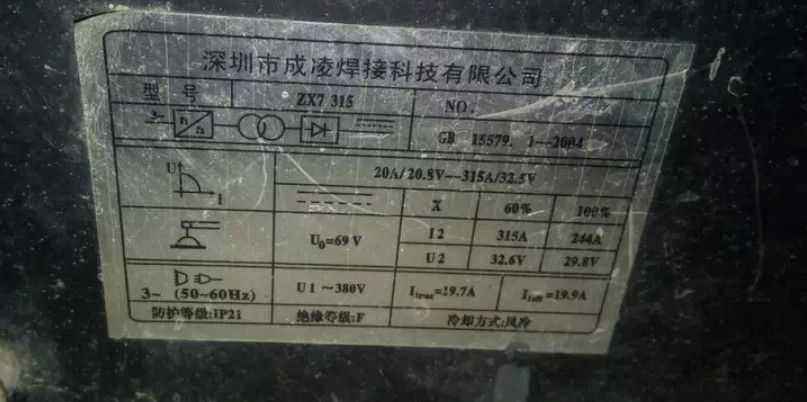 深圳市成凌焊接科技有限公司
型 号 ZX7 315 NO.
GB 15579. 1--2004
U I 20A/20.8V--315A/32.5V
X 60% 100%
U₀=69 V I2 315A 244A
U2 32.6V 29.8V
3~ (50~60Hz) U1 ~380V =19.7A =19.9A
防护等级:IP21 绝缘等级:F 冷却方式:风冷